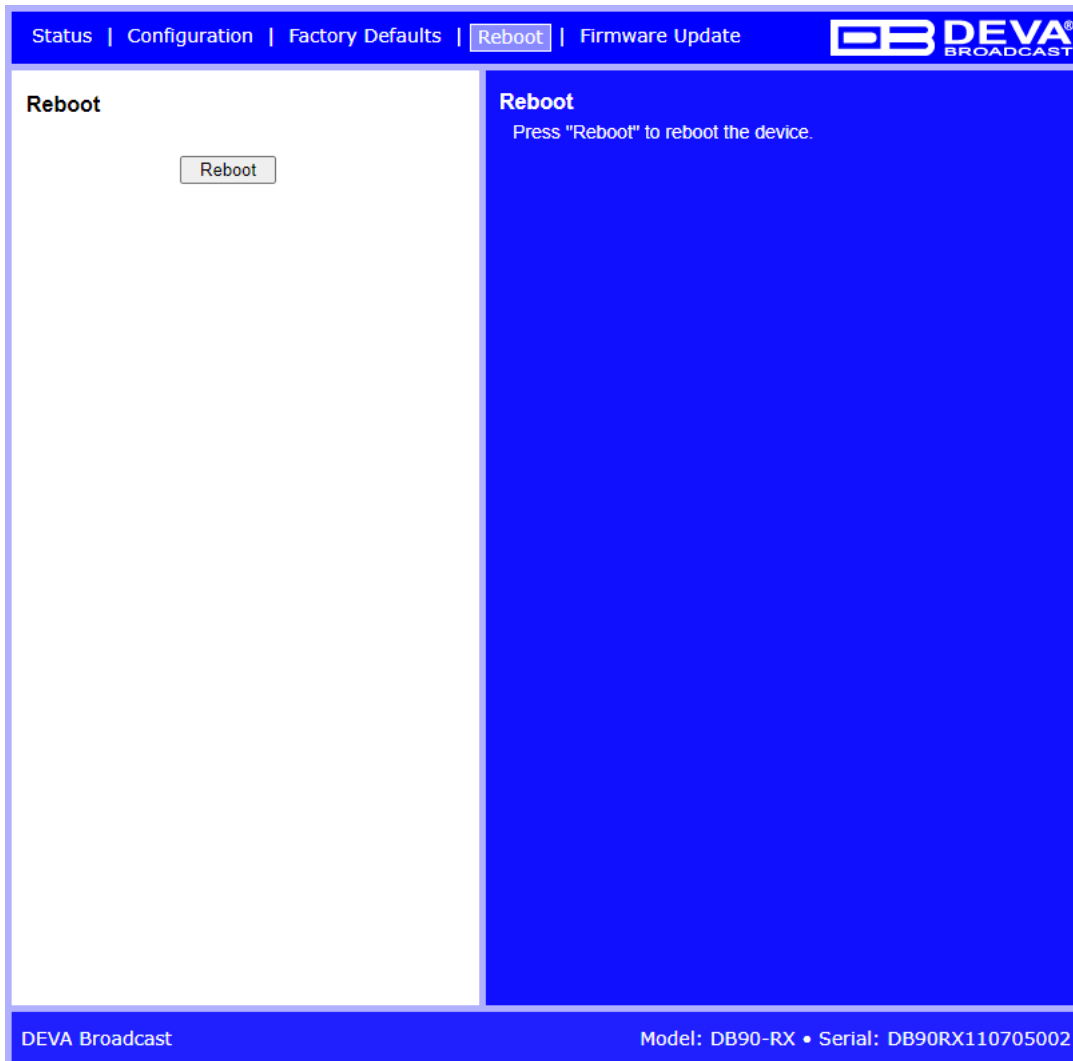 Status | Configuration | Factory Defaults | Reboot | Firmware Update
DB DEVA®
BROADCAST
Reboot
Reboot
Reboot
Press "Reboot" to reboot the device.
DEVA Broadcast
Model: DB90-RX • Serial: DB90RX110705002